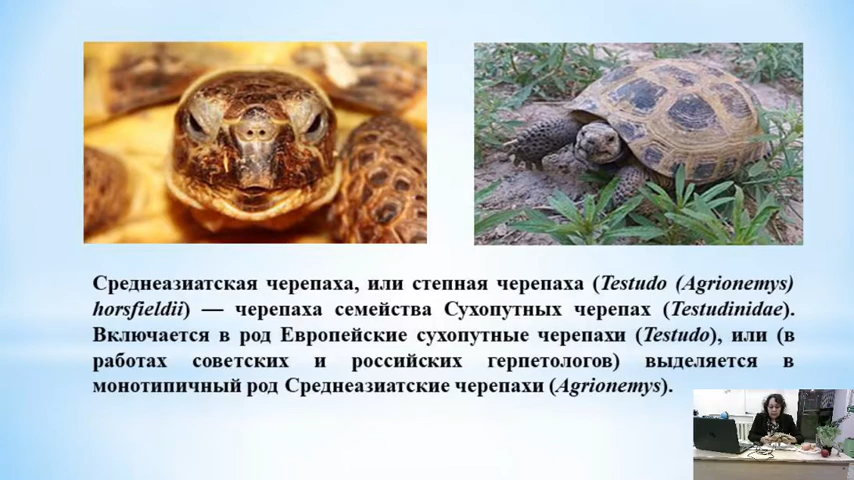 Среднеазиатская черепаха, или степная черепаха (Testudo (Agrionemys)
horsfieldii) — черепаха семейства Сухопутных черепах (Testudinidae).
Включается в род Европейские сухопутные черепахи (Testudo), или (в
работах советских и российских герпетологов) выделяется в
монотипичный род Среднеазиатские черепахи (Agrionemys).